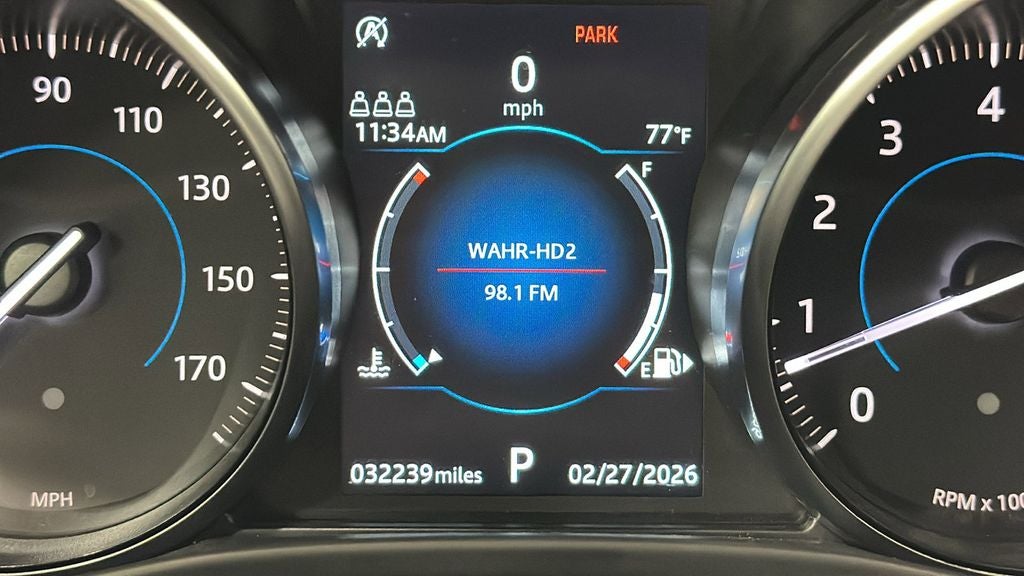 PARK
0
mph
11:34AM
77°F
F
WAHR-HD2
98.1 FM
E
032239miles
P
02/27/2026
90
110
130
150
170
MPH
4
3
2
1
0
RPM x 100